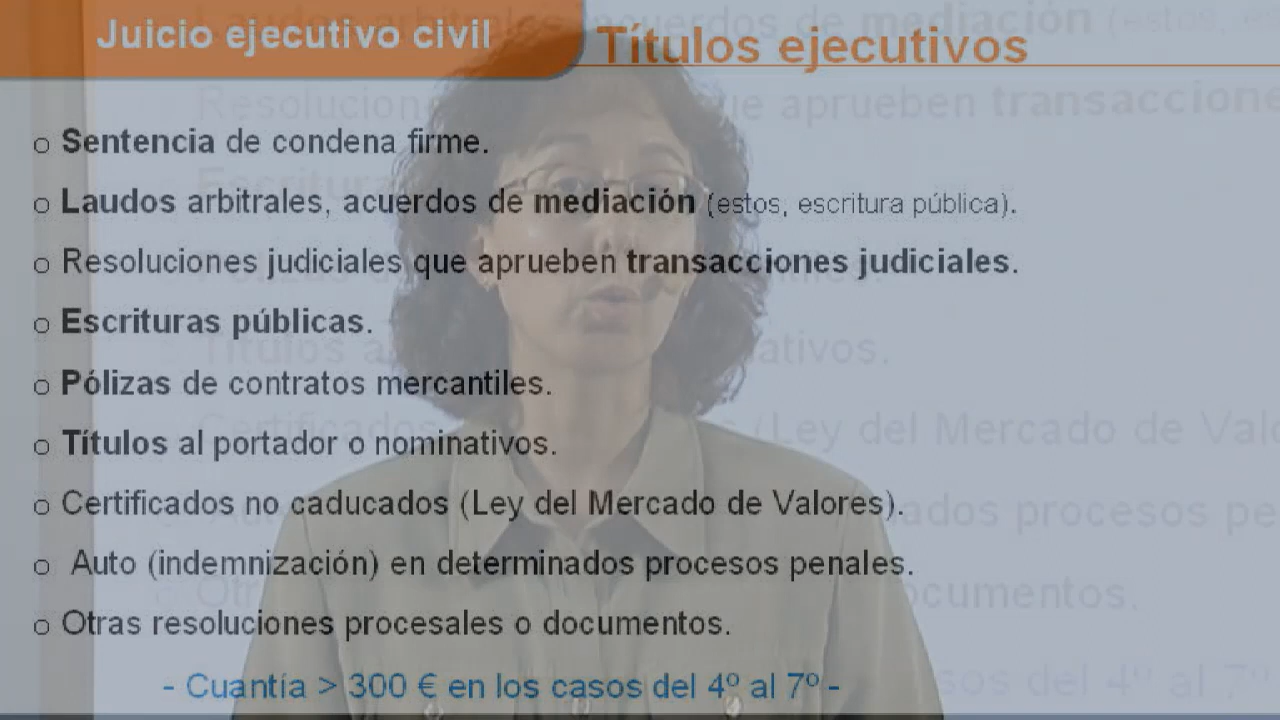 Juicio ejecutivo civil
Títulos ejecutivos
o Sentencia de condena firme.
o Laudos arbitrales, acuerdos de mediación (estos, escritura pública).
o Resoluciones judiciales que aprueben transacciones judiciales.
o Escrituras públicas.
o Pólizas de contratos mercantiles.
o Títulos al portador o nominativos.
o Certificados no caducados (Ley del Mercado de Valores).
o Auto (indemnización) en determinados procesos penales.
o Otras resoluciones procesales o documentos.
- Cuantía > 300 € en los casos del 4º al 7º -